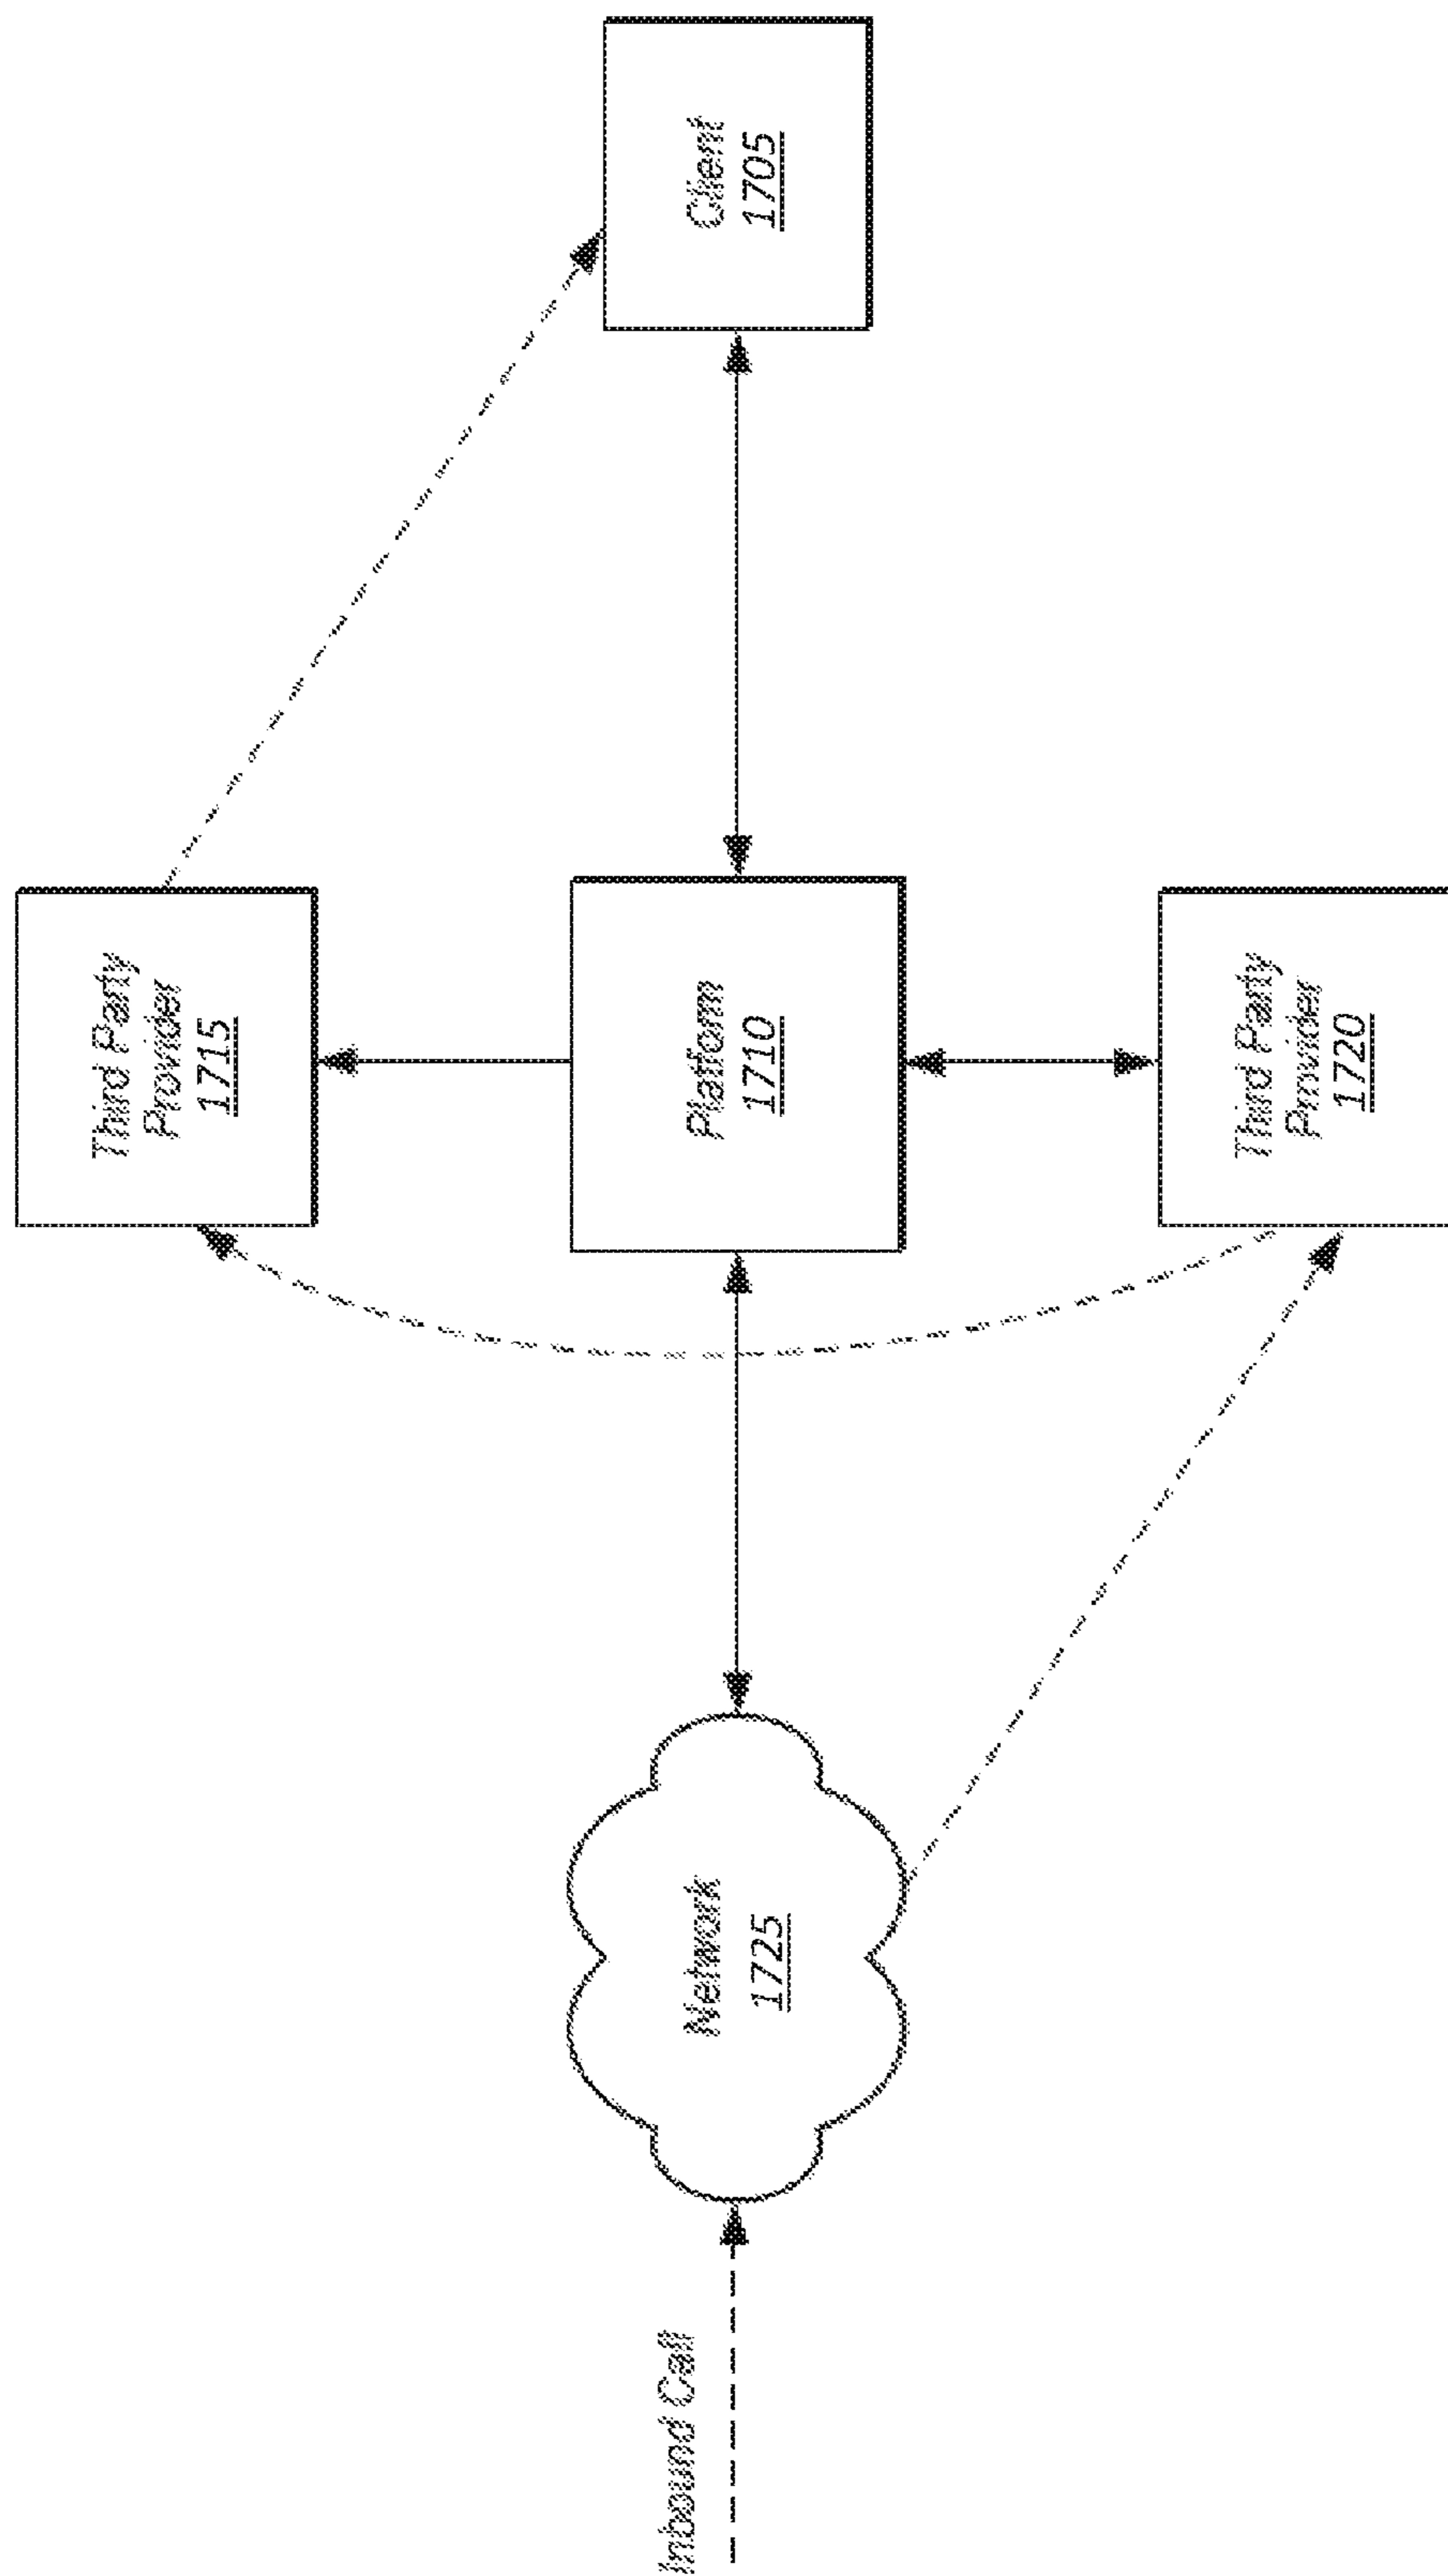 Third Party
Provider
1715
Inbound Call
Network
1725
Platform
1710
Client
1705
Third Party
Provider
1720